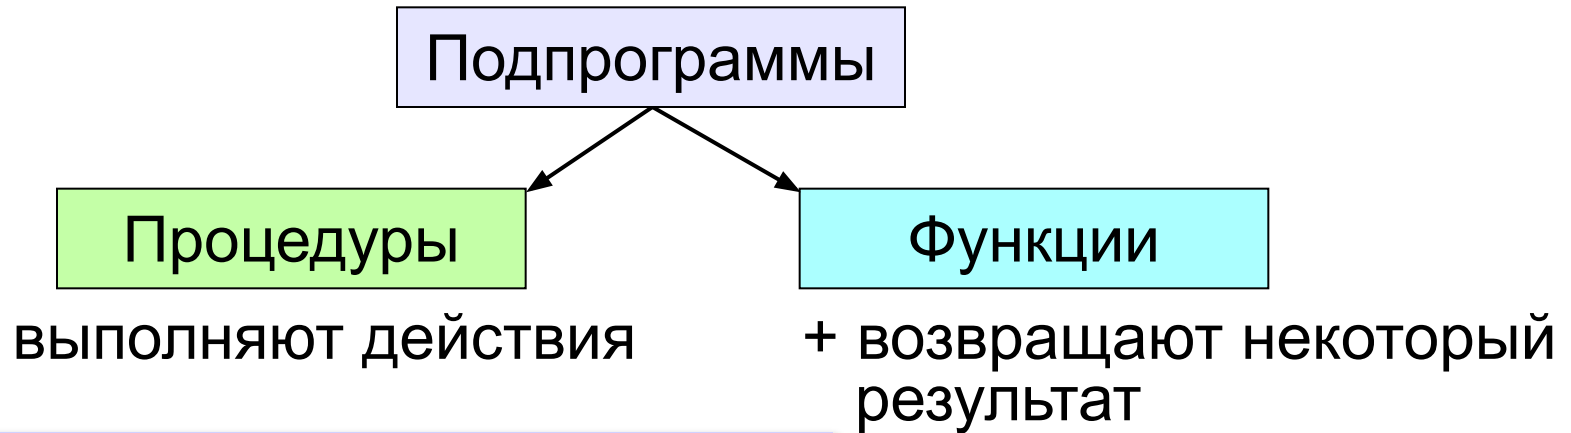 Подпрограммы
Процедуры
Функции
выполняют действия
+ возвращают некоторый
результат